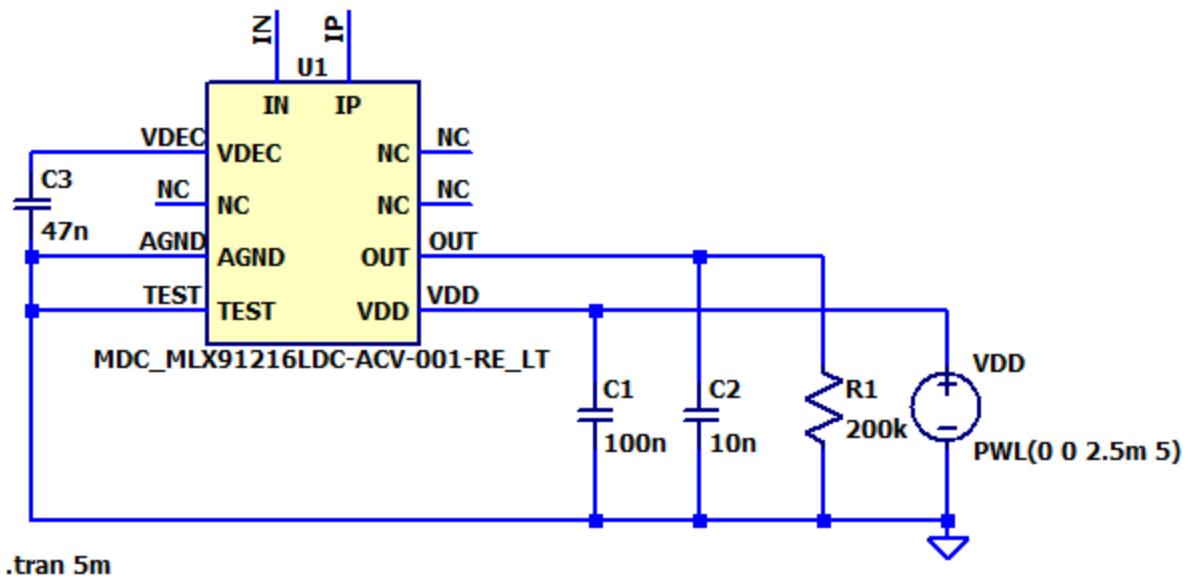 IN IP
U1
IN IP
VDEC VDEC NC NC
C3
47n
NC NC NC NC
AGND AGND OUT OUT
TEST TEST VDD VDD
MDC_MLX91216LDC-ACV-001-RE_LT
VDD
C1 C2 R1
100n 10n 200k
PWL(0 0 2.5m 5)
.tran 5m